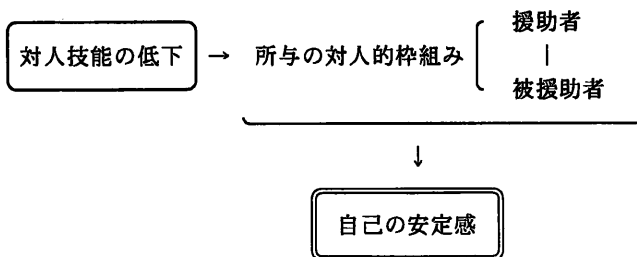 援助者
対人技能の低下 → 所与の対人的枠組み
|
被援助者
↓
自己の安定感